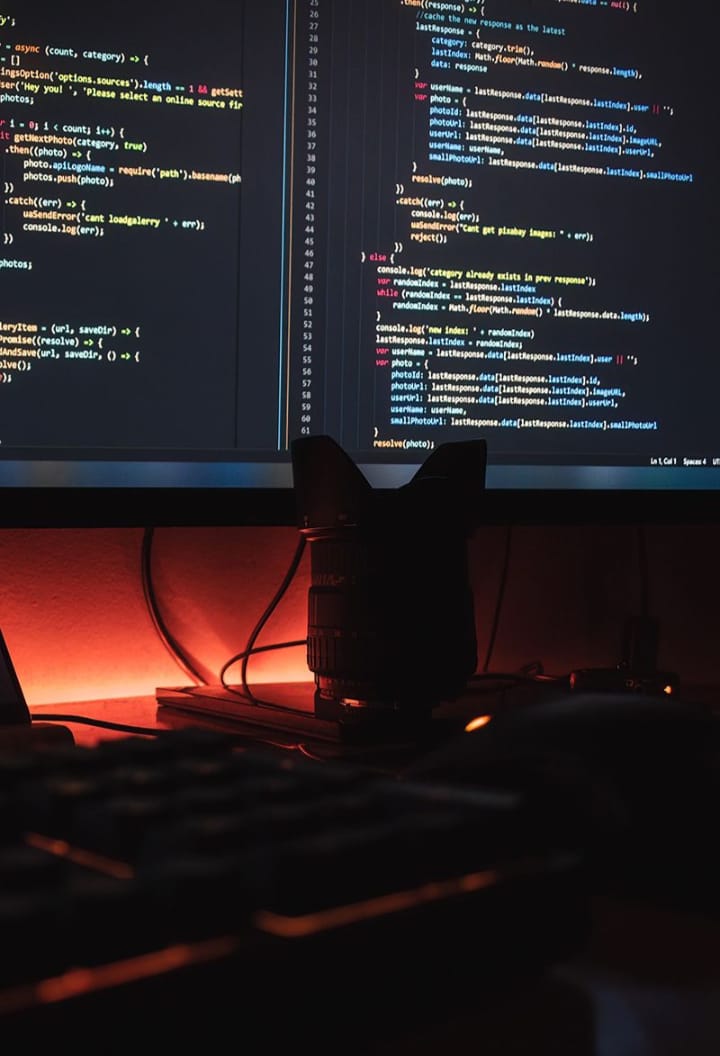 fy';
= async (count, category) => {
= []
ingsOption('options.sources').length == 1 && getSett
ser('Hey you! ', 'Please select an online source fir
photos;
r i = 0; i < count; i++) {
it getNextPhoto(category, true)
.then((photo) => {
photo.apiLogoName = require('path').basename(ph
photos.push(photo);
})
.catch((err) => {
uaSendError('cant loadgalerry ' + err);
console.log(err);
})
photos;
leryItem = (url, saveDir) => {
Promise((resolve) => {
dAndSave(url, saveDir, () => {
olve();
);
25 .then((response) => {
26 //cache the new response as the latest
27 lastResponse = {
28 category: category.trim(),
29 lastIndex: Math.floor(Math.random() * response.length),
30 data: response
31 }
32 var userName = lastResponse.data[lastResponse.lastIndex].user || '';
33 var photo = {
34 photoId: lastResponse.data[lastResponse.lastIndex].id,
35 photoUrl: lastResponse.data[lastResponse.lastIndex].imageURL,
36 userUrl: lastResponse.data[lastResponse.lastIndex].userUrl,
37 userName: userName,
38 smallPhotoUrl: lastResponse.data[lastResponse.lastIndex].smallPhotoUrl
39 }
40 resolve(photo);
41 })
42 .catch((err) => {
43 console.log(err);
44 uaSendError("Cant get pixabay images: " + err);
45 reject();
46 })
47 } else {
48 console.log('category already exists in prev response');
49 var randomIndex = lastResponse.lastIndex
50 while (randomIndex == lastResponse.lastIndex) {
51 randomIndex = Math.floor(Math.random() * lastResponse.data.length);
52 }
53 console.log('new index: ' + randomIndex)
54 lastResponse.lastIndex = randomIndex;
55 var userName = lastResponse.data[lastResponse.lastIndex].user || '';
56 var photo = {
57 photoId: lastResponse.data[lastResponse.lastIndex].id,
58 photoUrl: lastResponse.data[lastResponse.lastIndex].imageURL,
59 userUrl: lastResponse.data[lastResponse.lastIndex].userUrl,
60 userName: userName,
61 smallPhotoUrl: lastResponse.data[lastResponse.lastIndex].smallPhotoUrl
}
resolve(photo);
Ln 1, Col 1 Spaces: 4 UT